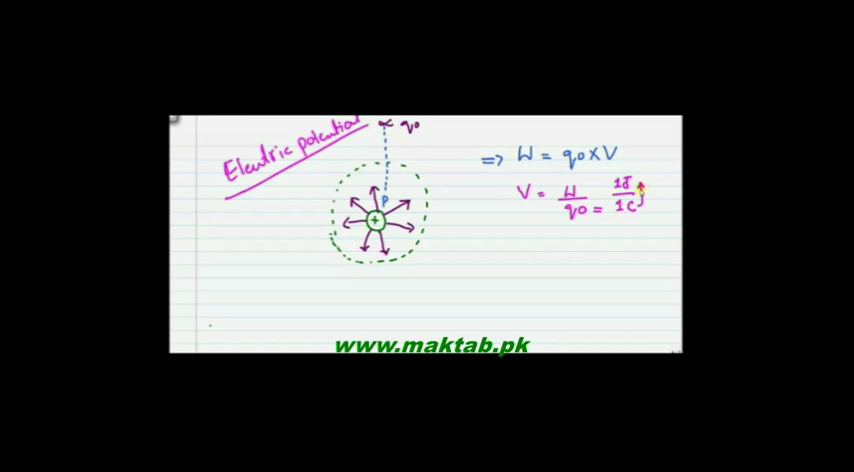 Electric potential
∝ q₀
+
P
=> W = q₀ x V
V = W/q₀ = 1J/1C
www.maktab.pk